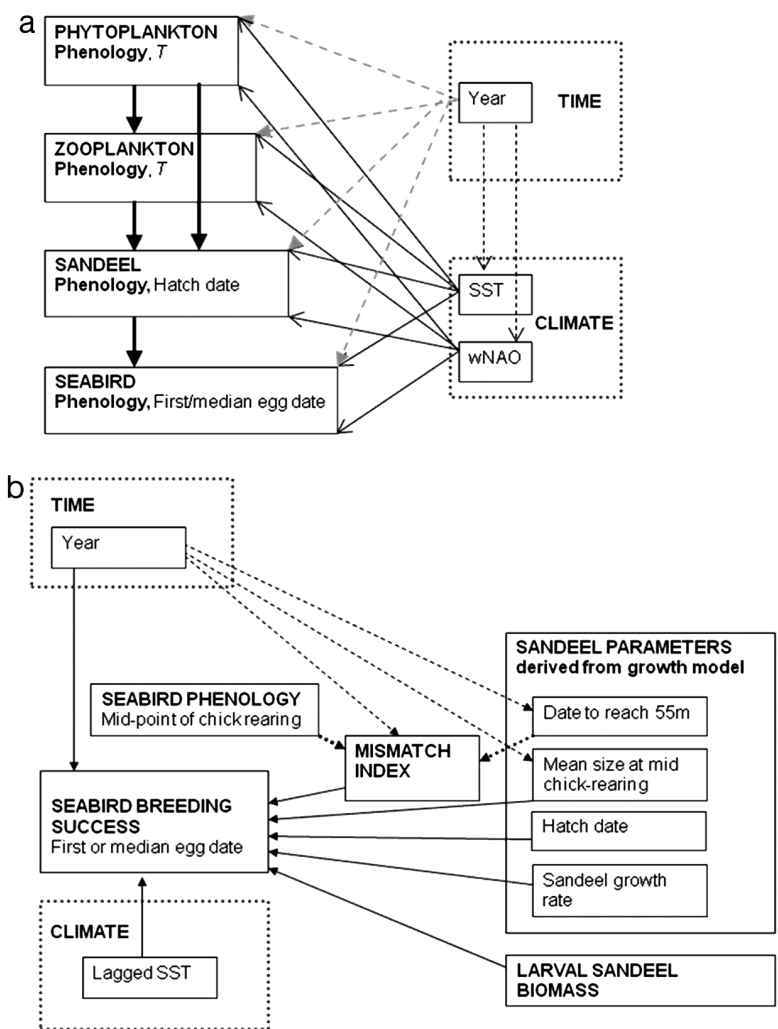 a
PHYTOPLANKTON
Phenology, T
ZOOPLANKTON
Phenology, T
SANDEEL
Phenology, Hatch date
SEABIRD
Phenology, First/median egg date
Year
TIME
SST
CLIMATE
wNAO
b
TIME
Year
SEABIRD PHENOLOGY
Mid-point of chick rearing
MISMATCH
INDEX
SANDEEL PARAMETERS
derived from growth model
Date to reach 55m
Mean size at mid
chick-rearing
Hatch date
Sandeel growth
rate
SEABIRD BREEDING
SUCCESS
First or median egg date
CLIMATE
Lagged SST
LARVAL SANDEEL
BIOMASS